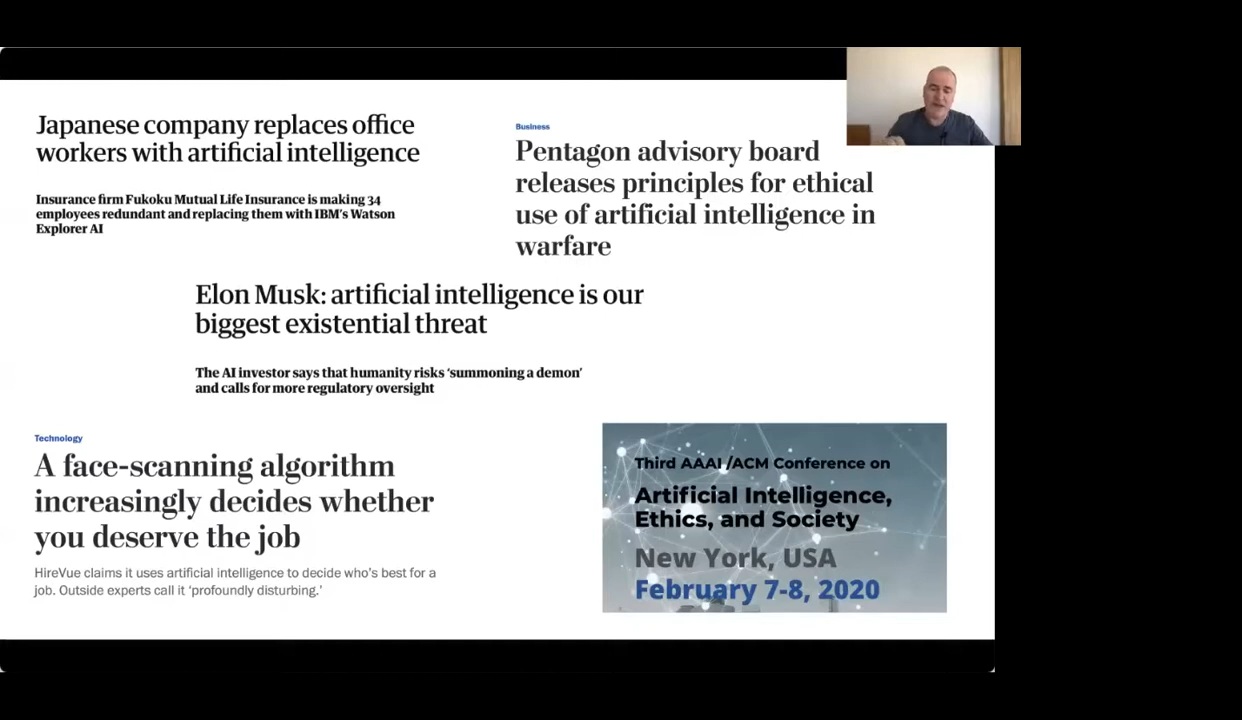 Japanese company replaces office
workers with artificial intelligence
Insurance firm Fukoku Mutual Life Insurance is making 34
employees redundant and replacing them with IBM's Watson
Explorer AI
Business
Pentagon advisory board
releases principles for ethical
use of artificial intelligence in
warfare
Elon Musk: artificial intelligence is our
biggest existential threat
The AI investor says that humanity risks 'summoning a demon'
and calls for more regulatory oversight
Technology
A face-scanning algorithm
increasingly decides whether
you deserve the job
HireVue claims it uses artificial intelligence to decide who's best for a
job. Outside experts call it 'profoundly disturbing.'
Third AAAI /ACM Conference on
Artificial Intelligence,
Ethics, and Society
New York, USA
February 7-8, 2020